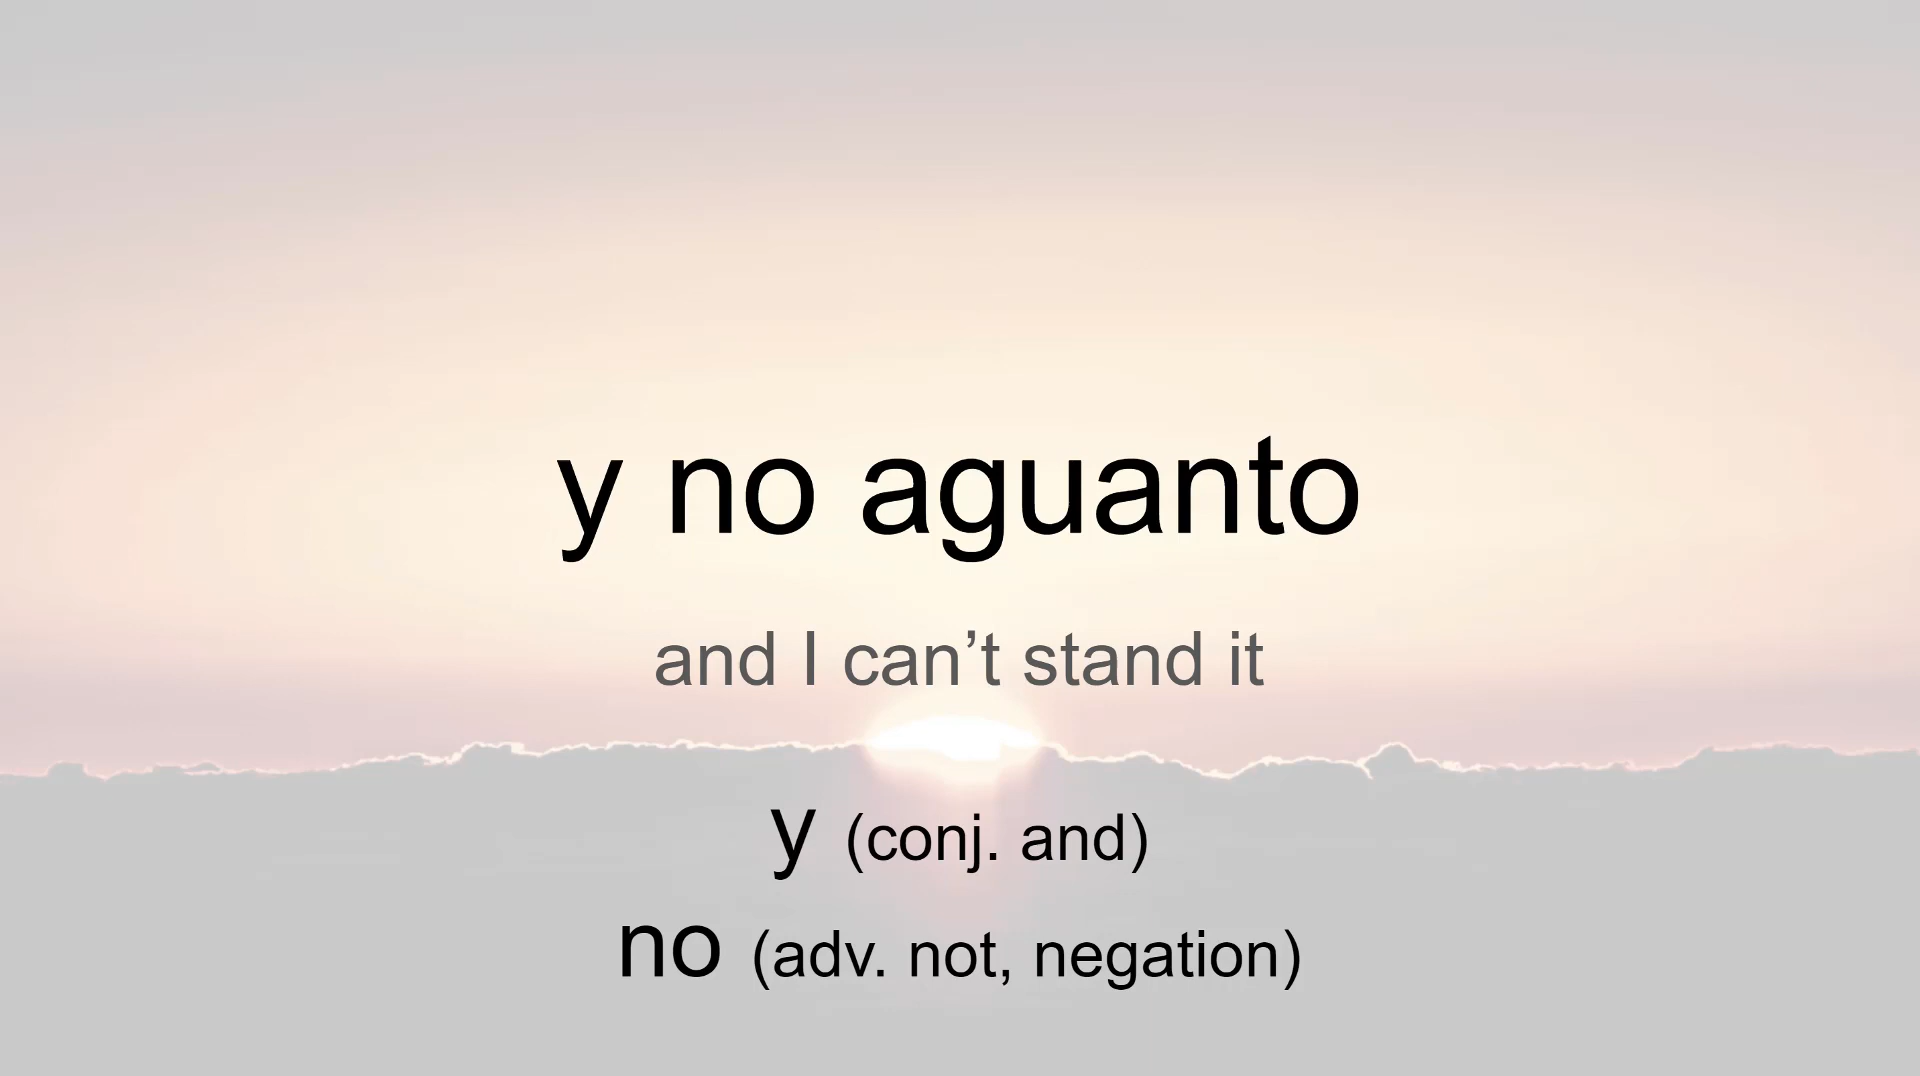 y no aguanto
and I can’t stand it
y (conj. and)
no (adv. not, negation)